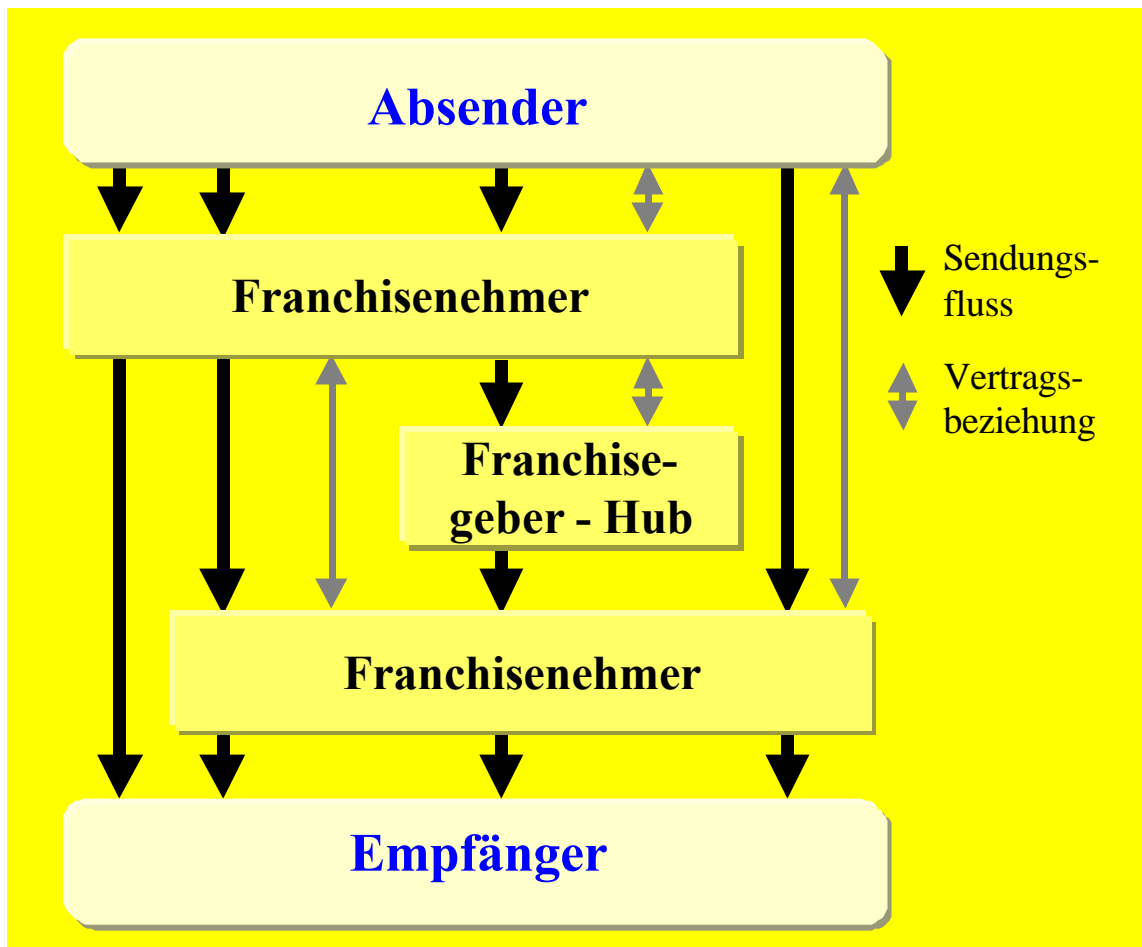 Absender
Franchisenehmer
Sendungs-
fluss
Vertrags-
beziehung
Franchise-
geber - Hub
Franchisenehmer
Empfänger